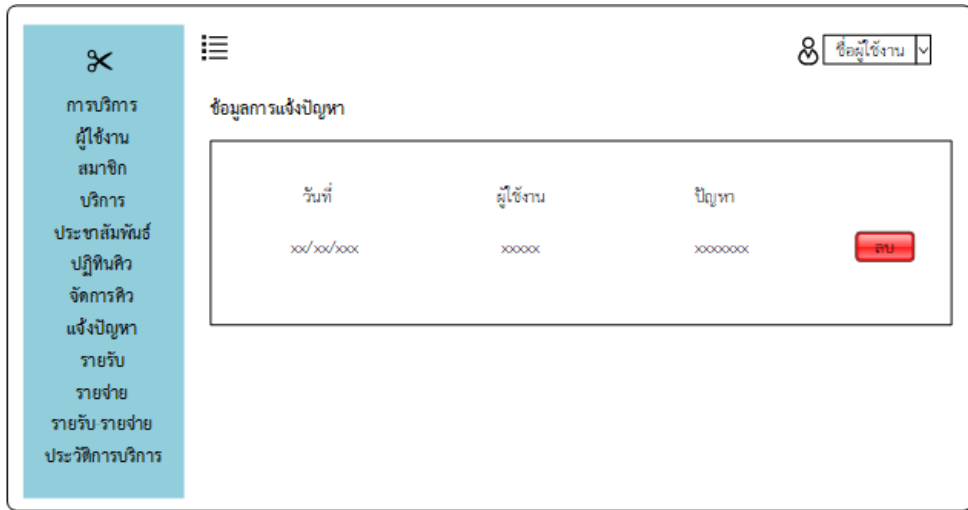 ชื่อผู้ใช้งาน
การบริการ
ผู้ใช้งาน
สมาชิก
บริการ
ประชาสัมพันธ์
ปฏิทินคิว
จัดการคิว
แจ้งปัญหา
รายรับ
รายจ่าย
รายรับ รายจ่าย
ประวัติการบริการ
ข้อมูลการแจ้งปัญหา
วันที่ ผู้ใช้งาน ปัญหา
xx/xx/xxx xxxxx xxxxxxx ลบ